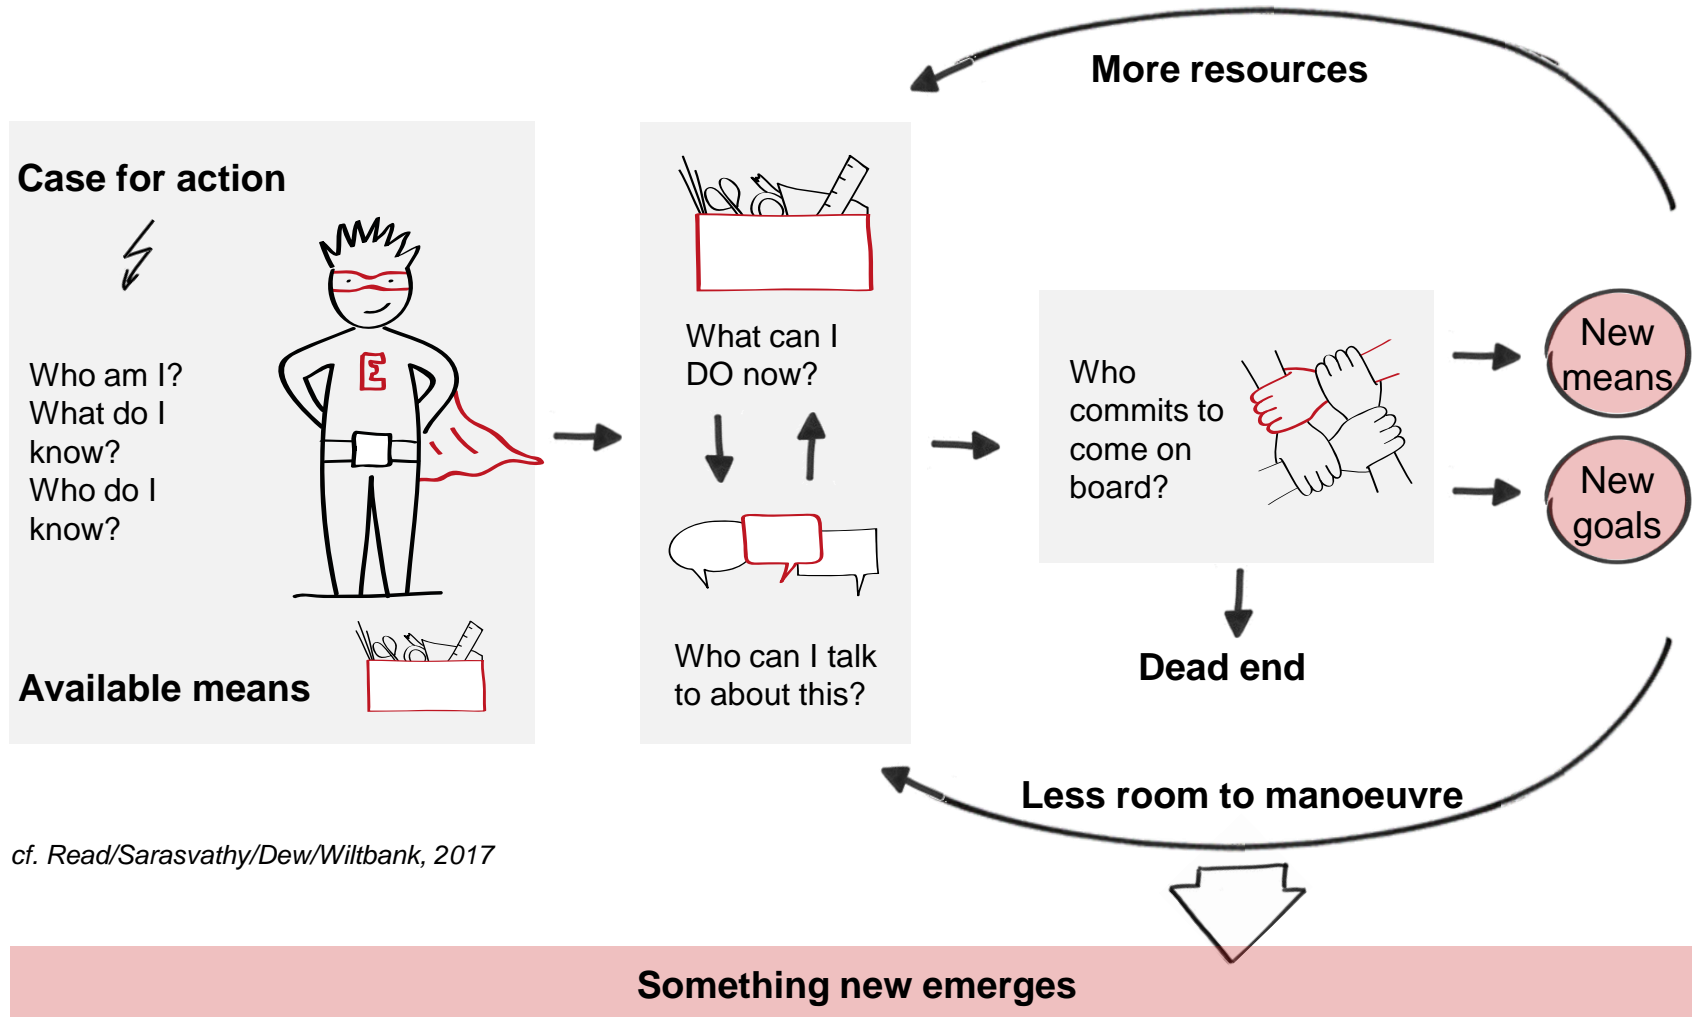 More resources
Case for action
Who am I?
What do I
know?
Who do I
know?
E
Available means
What can I
DO now?
Who can I talk
to about this?
Who
commits to
come on
board?
New
means
New
goals
Dead end
Less room to manoeuvre
cf. Read/Sarasvathy/Dew/Wiltbank, 2017
Something new emerges